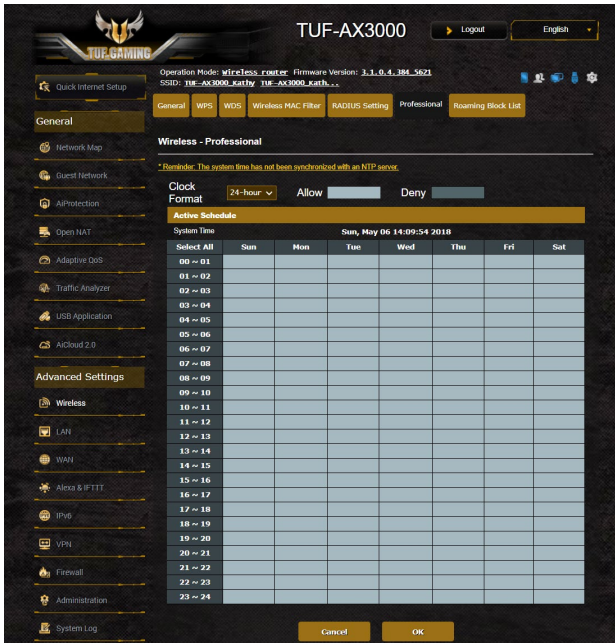 TUF GAMING
TUF-AX3000
Logout
English
Quick Internet Setup
Operation Mode: Wireless router Firmware Version: 3.1.0.4.384_5621
SSID: TUF-AX3000_Kathy TUF-AX3000_Kath...
General
WPS
WDS
Wireless MAC Filter
RADIUS Setting
Professional
Roaming Block List
General
Network Map
Guest Network
AiProtection
Open NAT
Adaptive QoS
Traffic Analyzer
USB Application
AiCloud 2.0
Advanced Settings
Wireless
LAN
WAN
Alexa & IFTTT
IPv6
VPN
Firewall
Administration
System Log
Wireless - Professional
* Reminder: The system time has not been synchronized with an NTP server.
Clock Format
24-hour
Allow
Deny
Active Schedule
System Time Sun, May 06 14:09:54 2018
Select All Sun Mon Tue Wed Thu Fri Sat
00 ~ 01
01 ~ 02
02 ~ 03
03 ~ 04
04 ~ 05
05 ~ 06
06 ~ 07
07 ~ 08
08 ~ 09
09 ~ 10
10 ~ 11
11 ~ 12
12 ~ 13
13 ~ 14
14 ~ 15
15 ~ 16
16 ~ 17
17 ~ 18
18 ~ 19
19 ~ 20
20 ~ 21
21 ~ 22
22 ~ 23
23 ~ 24
Cancel
OK